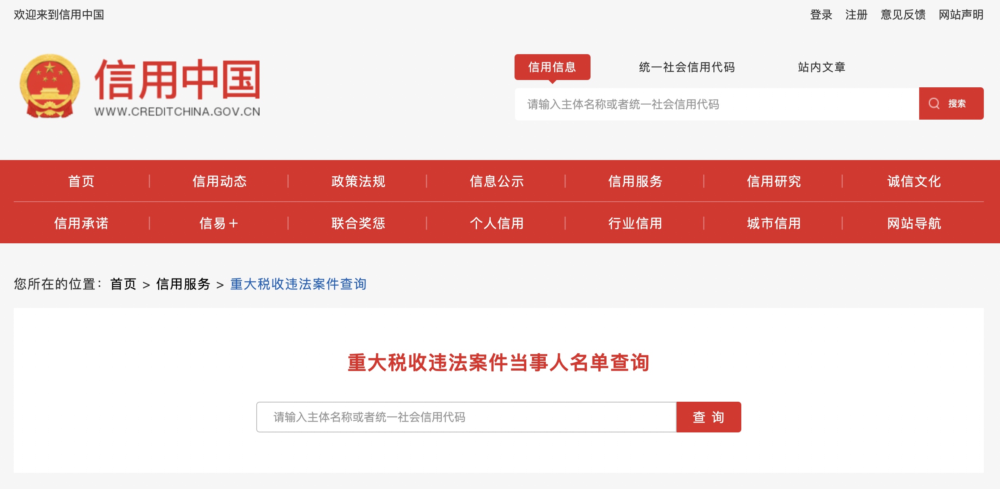 欢迎来到信用中国 登录 注册 意见反馈 网站声明
信用中国
WWW.CREDITCHINA.GOV.CN
信用信息 统一社会信用代码 站内文章
请输入主体名称或者统一社会信用代码 搜索
首页 信用动态 政策法规 信息公示 信用服务 信用研究 诚信文化
信用承诺 信易+ 联合奖惩 个人信用 行业信用 城市信用 网站导航
您所在的位置：首页 > 信用服务 > 重大税收违法案件查询
重大税收违法案件当事人名单查询
请输入主体名称或者统一社会信用代码 查 询